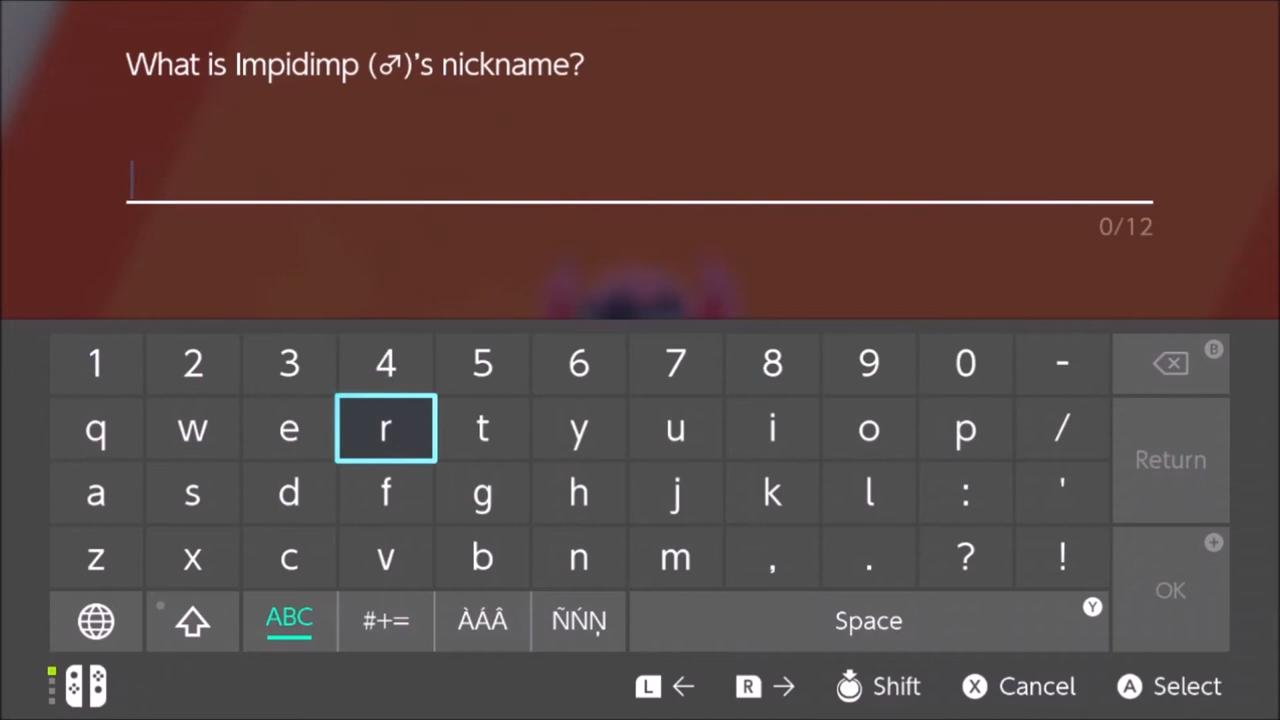 What is Impidimp (♂)'s nickname?
0/12
1 2 3 4 5 6 7 8 9 0 -
B
q w e r t y u i o p /
Return
a s d f g h j k l : '
z x c v b n m , . ? !
+
OK
ABC #+= ÀÁÂ ÑŃŅ Space
Y
L ← R → Shift X Cancel A Select